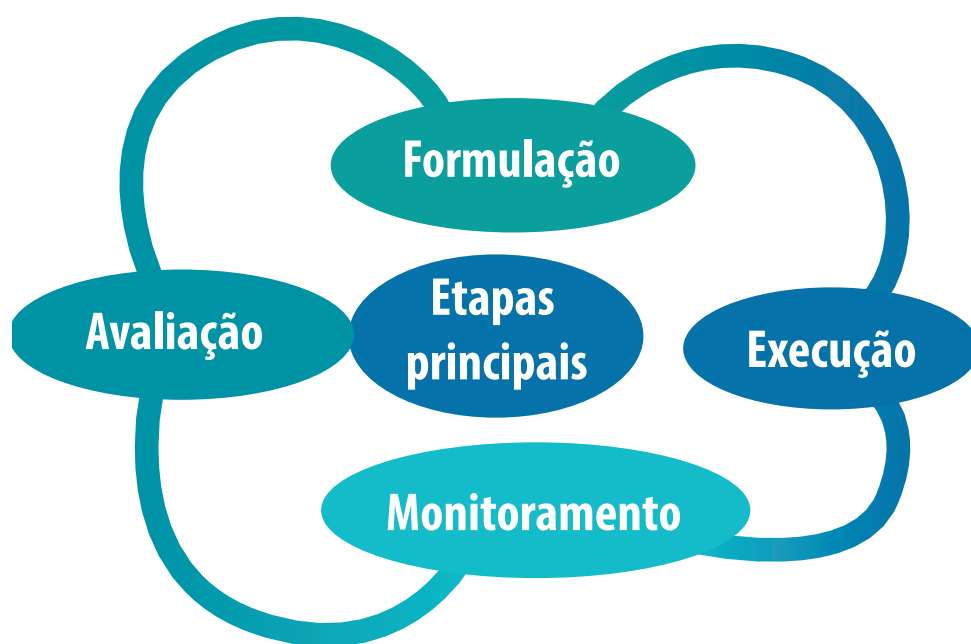 Formulação
Etapas
principais
Avaliação
Execução
Monitoramento